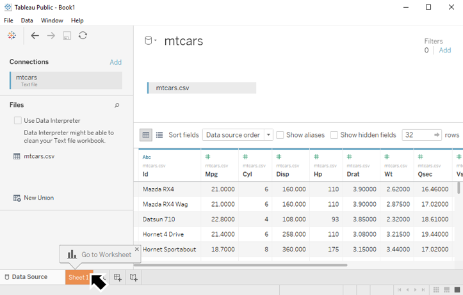 Tableau Public - Book1
File Data Window Help
Connections Add
mtcars
Text file
Files
Use Data Interpreter
Data Interpreter might be able to
clean your Text file workbook.
mtcars.csv
New Union
mtcars
Filters
0 Add
mtcars.csv
Sort fields Data source order Show aliases Show hidden fields 32 rows
Abc
mtcars.csv mtcars.csv mtcars.csv mtcars.csv mtcars.csv mtcars.csv mtcars.csv mtcars.csv
Id Mpg Cyl Disp Hp Drat Wt Qsec Vs
Mazda RX4 21.0000 6 160.000 110 3.90000 2.62000 16.46000
Mazda RX4 Wag 21.0000 6 160.000 110 3.90000 2.87500 17.02000
Datsun 710 22.8000 4 108.000 93 3.85000 2.32000 18.61000
Hornet 4 Drive 21.4000 6 258.000 110 3.08000 3.21500 19.44000
Hornet Sportabout 18.7000 8 360.000 175 3.15000 3.44000 17.02000
Go to Worksheet
Data Source Sheet 1